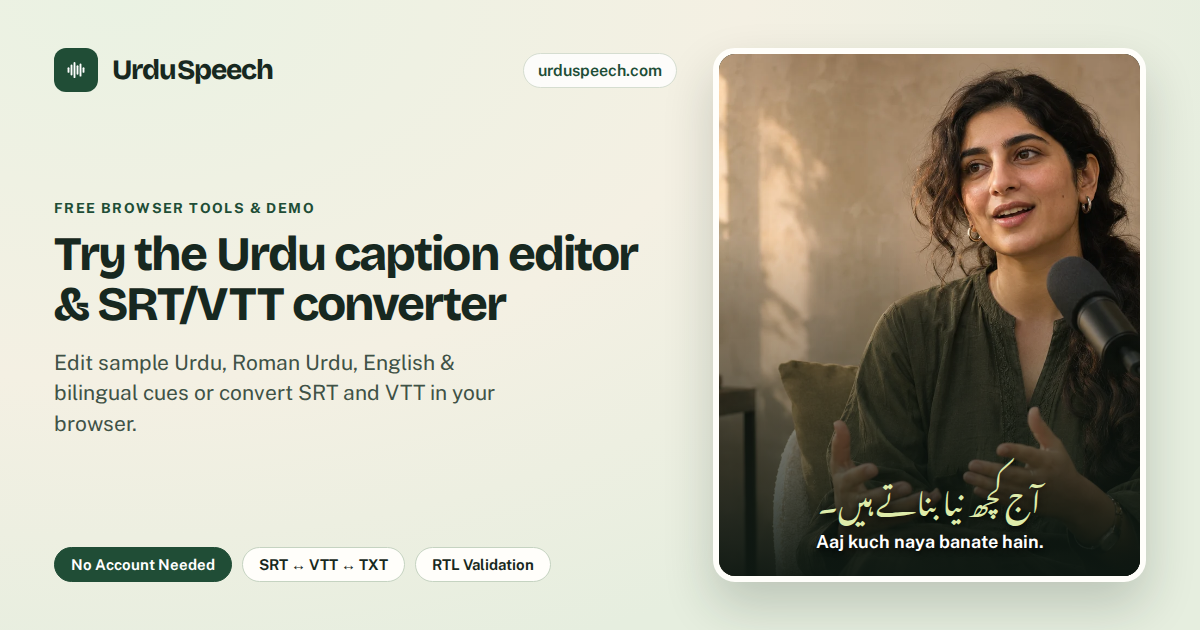 UrduSpeech
urduspeech.com
FREE BROWSER TOOLS & DEMO
Try the Urdu caption editor
& SRT/VTT converter
Edit sample Urdu, Roman Urdu, English &
bilingual cues or convert SRT and VTT in your
browser.
No Account Needed
SRT ↔ VTT ↔ TXT
RTL Validation
آج کچھ نیا بناتے ہیں۔
Aaj kuch naya banate hain.